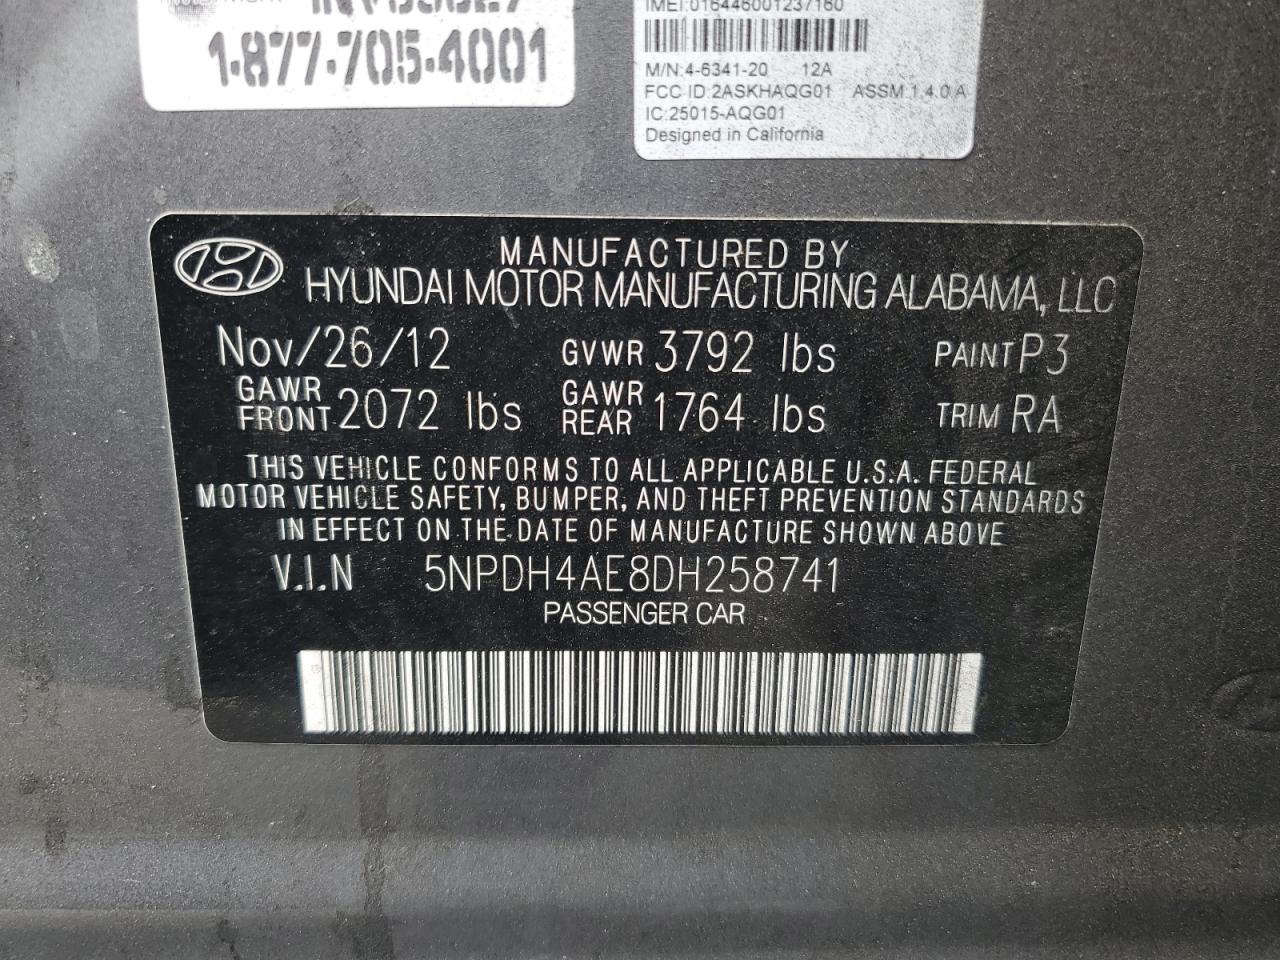 1-877-705-4001
IMEI:016446001237160
M/N:4-6341-20 12A
FCC ID:2ASKHAQG01 ASSM 1.4.0 A
IC:25015-AQG01
Designed in California
MANUFACTURED BY
HYUNDAI MOTOR MANUFACTURING ALABAMA, LLC
Nov/26/12 GVWR 3792 lbs PAINT P3
GAWR FRONT 2072 lbs GAWR REAR 1764 lbs TRIM RA
THIS VEHICLE CONFORMS TO ALL APPLICABLE U.S.A. FEDERAL
MOTOR VEHICLE SAFETY, BUMPER, AND THEFT PREVENTION STANDARDS
IN EFFECT ON THE DATE OF MANUFACTURE SHOWN ABOVE
V.I.N 5NPDH4AE8DH258741
PASSENGER CAR